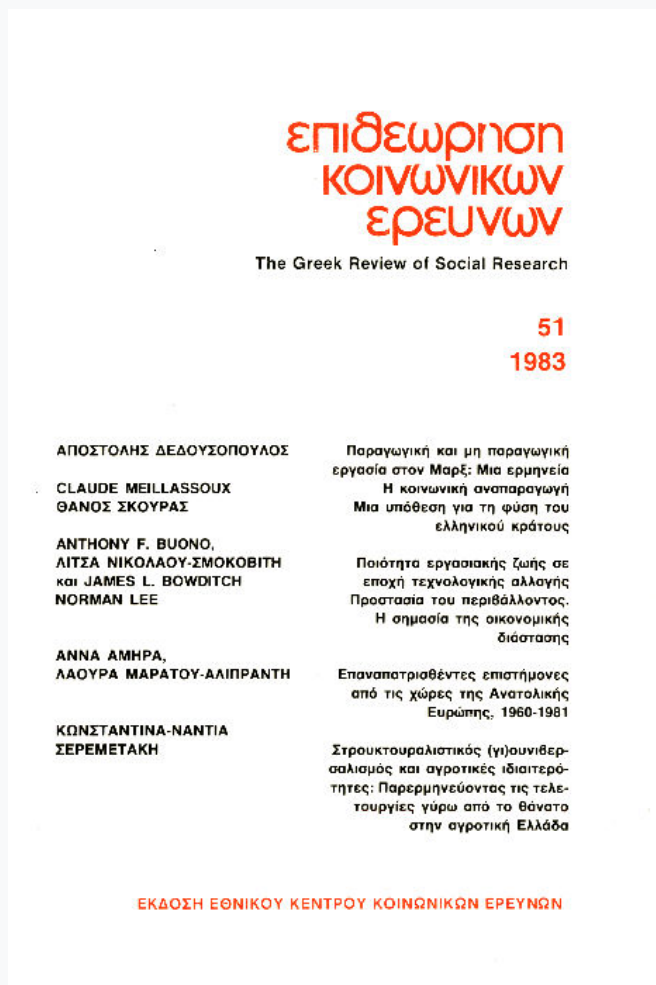 επιθεωρηση
κοινωνικων
ερευνων
The Greek Review of Social Research
51
1983
ΑΠΟΣΤΟΛΗΣ ΔΕΔΟΥΣΟΠΟΥΛΟΣ
Παραγωγική και μη παραγωγική
εργασία στον Μαρξ: Μια ερμηνεία
CLAUDE MEILLASSOUX
Η κοινωνική αναπαραγωγή
ΘΑΝΟΣ ΣΚΟΥΡΑΣ
Μια υπόθεση για τη φύση του
ελληνικού κράτους
ANTHONY F. BUONO,
ΛΙΤΣΑ ΝΙΚΟΛΑΟΥ-ΣΜΟΚΟΒΙΤΗ
και JAMES L. BOWDITCH
Ποιότητα εργασιακής ζωής σε
εποχή τεχνολογικής αλλαγής
NORMAN LEE
Προστασία του περιβάλλοντος.
Η σημασία της οικονομικής
διάστασης
ΑΝΝΑ ΑΜΗΡΑ,
ΛΑΟΥΡΑ ΜΑΡΑΤΟΥ-ΑΛΙΠΡΑΝΤΗ
Επαναπατρισθέντες επιστήμονες
από τις χώρες της Ανατολικής
Ευρώπης, 1960-1981
ΚΩΝΣΤΑΝΤΙΝΑ-ΝΑΝΤΙΑ
ΣΕΡΕΜΕΤΑΚΗ
Στρουκτουραλιστικός (γι)ουνιβερ-
σαλισμός και αγροτικές ιδιαιτερό-
τητες: Παρερμηνεύοντας τις τελε-
τουργίες γύρω από το θάνατο
στην αγροτική Ελλάδα
ΕΚΔΟΣΗ ΕΘΝΙΚΟΥ ΚΕΝΤΡΟΥ ΚΟΙΝΩΝΙΚΩΝ ΕΡΕΥΝΩΝ